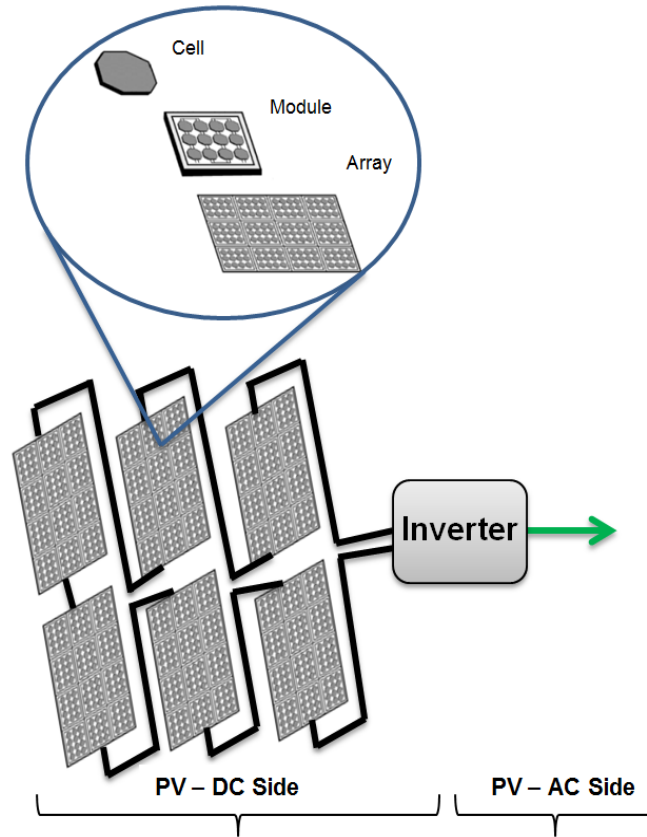 Cell
Module
Array
Inverter
PV – DC Side
PV – AC Side